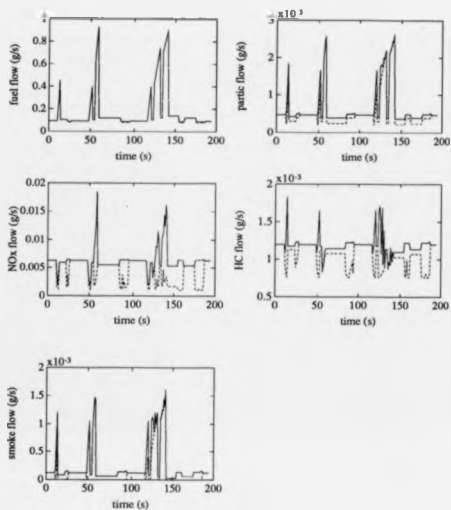 x10⁻³
1
0.8
0.6
0.4
0.2
0
0 50 100 150 200
time (s)
fuel flow (g/s)
3
2
1
0
0 50 100 150 200
time (s)
partic flow (g/s)
0.02
0.015
0.01
0.005
0
0 50 100 150 200
time (s)
NOx flow (g/s)
x10⁻³
2
1.5
1
0.5
0 50 100 150 200
time (s)
HC flow (g/s)
x10⁻³
2
1.5
1
0.5
0
0 50 100 150 200
time (s)
smoke flow (g/s)